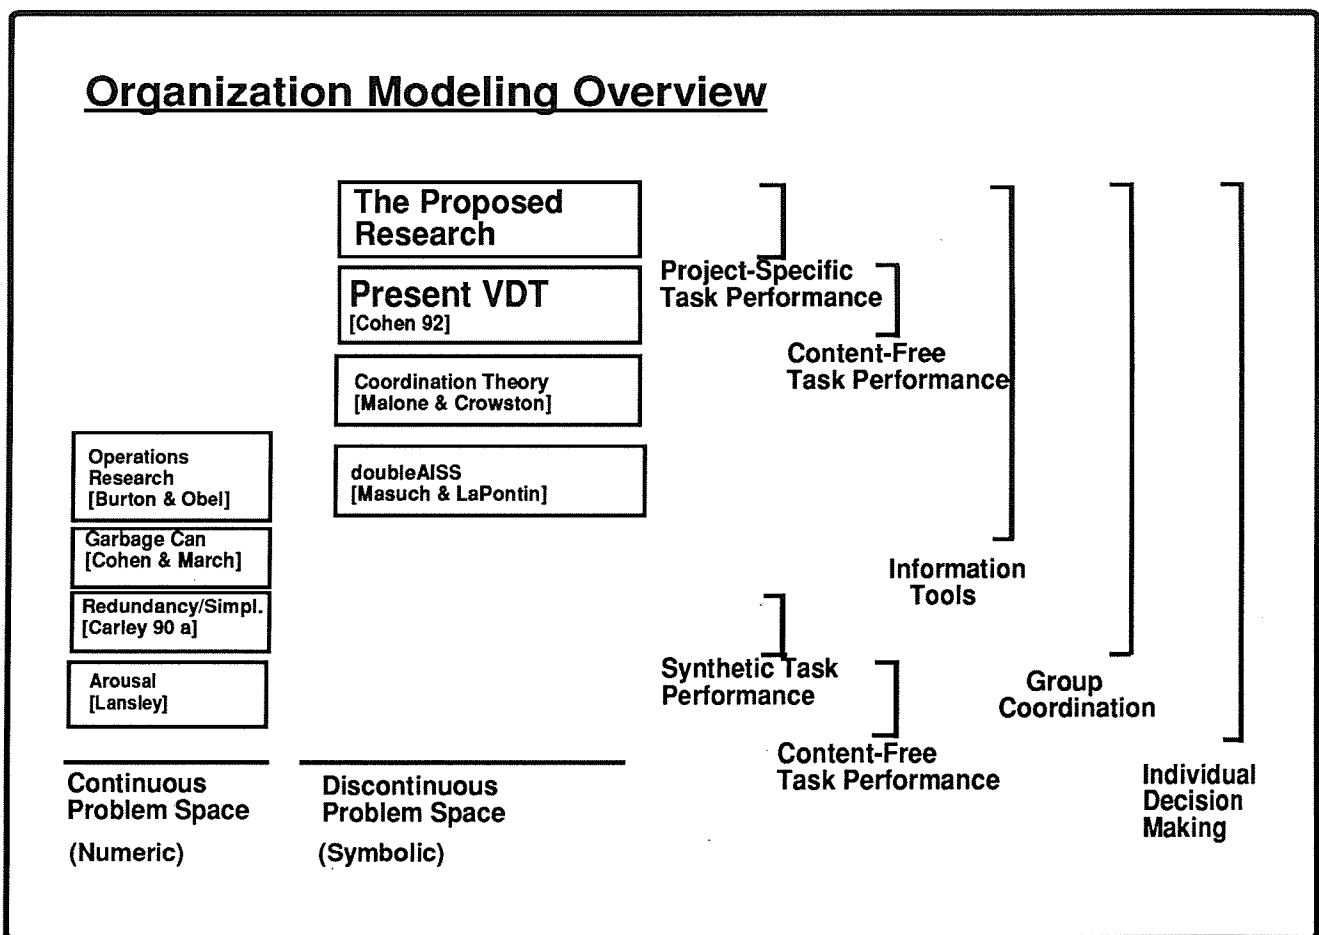 Organization Modeling Overview
The Proposed
Research
Present VDT
[Cohen 92]
Coordination Theory
[Malone & Crowston]
doubleAISS
[Masuch & LaPontin]
Operations
Research
[Burton & Obel]
Garbage Can
[Cohen & March]
Redundancy/Simpl.
[Carley 90 a]
Arousal
[Lansley]
Continuous
Problem Space
(Numeric)
Discontinuous
Problem Space
(Symbolic)
Project-Specific
Task Performance
Content-Free
Task Performance
Information
Tools
Synthetic Task
Performance
Content-Free
Task Performance
Group
Coordination
Individual
Decision
Making